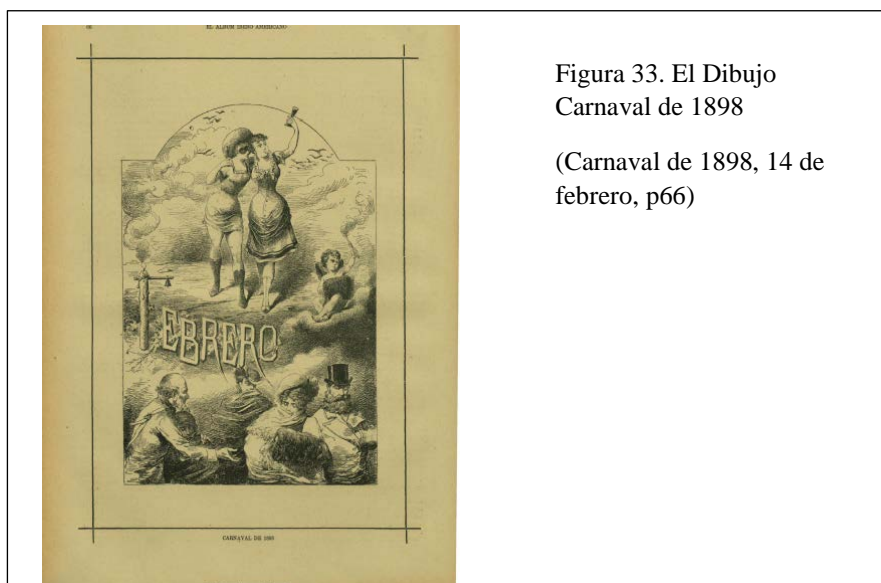 EL ALBUM IBERO AMERICANO
FEBRERO
CARNAVAL DE 1898
Figura 33. El Dibujo
Carnaval de 1898
(Carnaval de 1898, 14 de
febrero, p66)